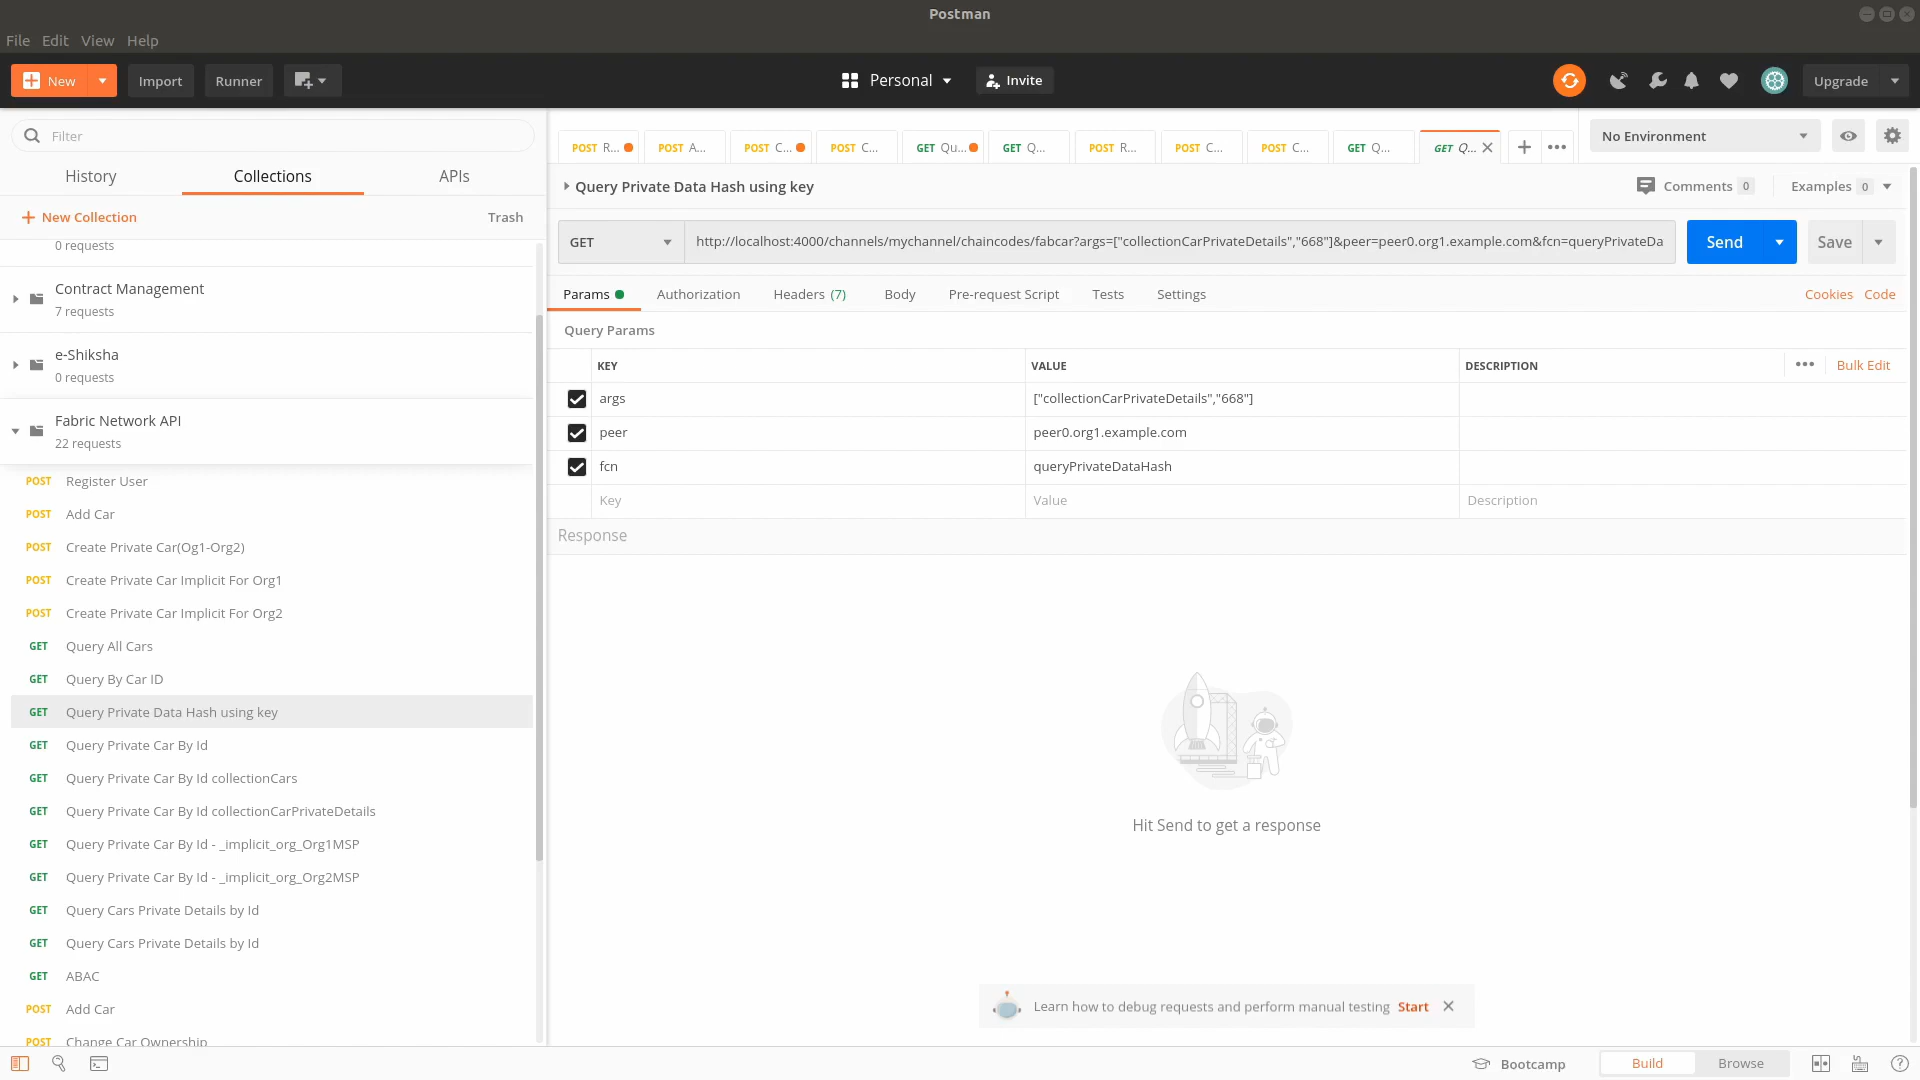 Postman
File Edit View Help
New Import Runner Personal Invite Upgrade
Filter
History Collections APIs
New Collection Trash
0 requests
Contract Management
7 requests
e-Shiksha
0 requests
Fabric Network API
22 requests
POST Register User
POST Add Car
POST Create Private Car(Og1-Org2)
POST Create Private Car Implicit For Org1
POST Create Private Car Implicit For Org2
GET Query All Cars
GET Query By Car ID
GET Query Private Data Hash using key
GET Query Private Car By Id
GET Query Private Car By Id collectionCars
GET Query Private Car By Id collectionCarPrivateDetails
GET Query Private Car By Id - _implicit_org_Org1MSP
GET Query Private Car By Id - _implicit_org_Org2MSP
GET Query Cars Private Details by Id
GET Query Cars Private Details by Id
GET ABAC
POST Add Car
POST Change Car Ownership
POST R... POST A... POST C... POST C... GET Qu... GET Q... POST R... POST C... POST C... GET Q... GET Q...
No Environment
Query Private Data Hash using key Comments 0 Examples 0
GET http://localhost:4000/channels/mychannel/chaincodes/fabcar?args=["collectionCarPrivateDetails","668"]&peer=peer0.org1.example.com&fcn=queryPrivateDa Send Save
Params Authorization Headers (7) Body Pre-request Script Tests Settings Cookies Code
Query Params
KEY VALUE DESCRIPTION Bulk Edit
args ["collectionCarPrivateDetails","668"]
peer peer0.org1.example.com
fcn queryPrivateDataHash
Key Value Description
Response
Hit Send to get a response
Learn how to debug requests and perform manual testing Start
Bootcamp Build Browse